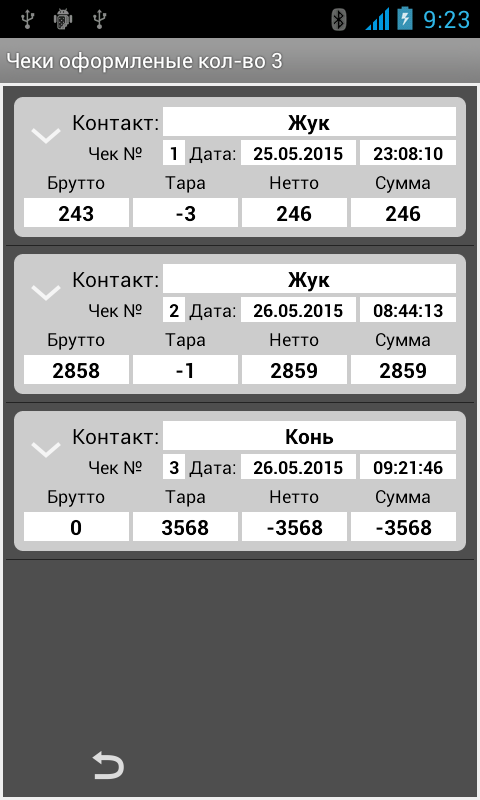 9:23
Чеки оформленые кол-во 3
Контакт: Жук
Чек № 1 Дата: 25.05.2015 23:08:10
Брутто Тара Нетто Сумма
243 -3 246 246
Контакт: Жук
Чек № 2 Дата: 26.05.2015 08:44:13
Брутто Тара Нетто Сумма
2858 -1 2859 2859
Контакт: Конь
Чек № 3 Дата: 26.05.2015 09:21:46
Брутто Тара Нетто Сумма
0 3568 -3568 -3568